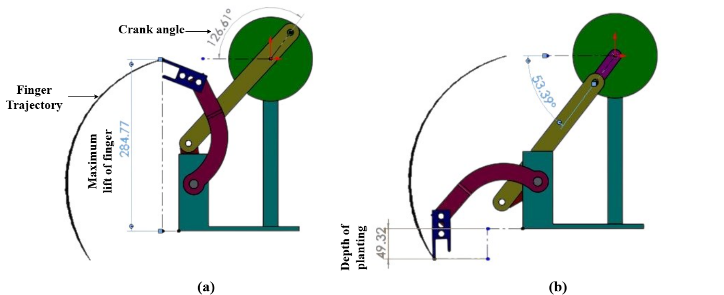 Crank angle
126.61°
Finger
Trajectory
Maximum
lift of finger
284.77
(a)
53.39°
Depth of
planting
49.32
(b)